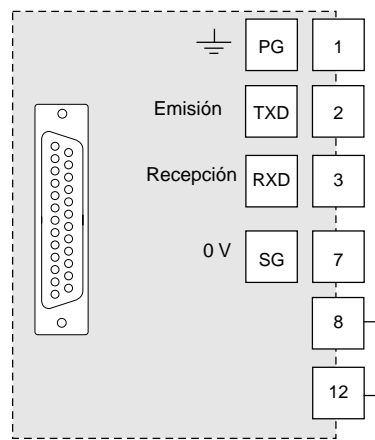 PG 1
Emisión TXD 2
Recepción RXD 3
0 V SG 7
8
12